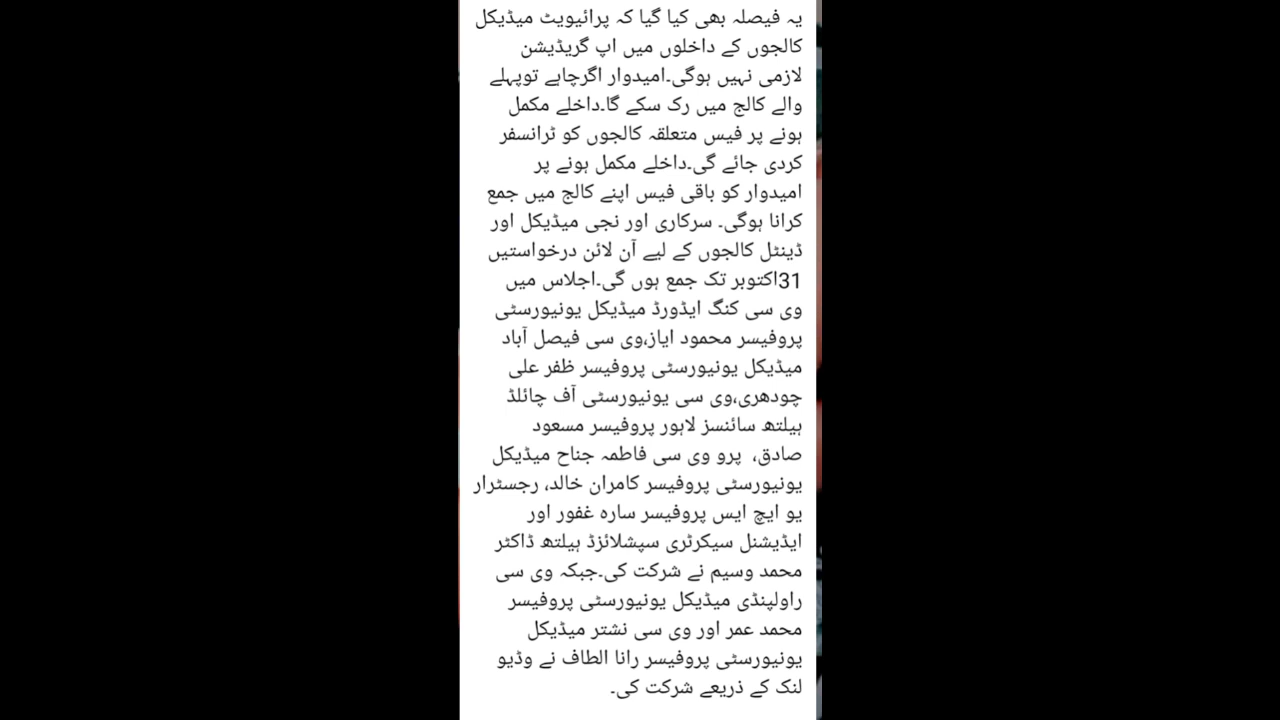 یہ فیصلہ بھی کیا گیا کہ پرائیویٹ میڈیکل
کالجوں کے داخلوں میں اپ گریڈیشن
لازمی نہیں ہوگی۔امیدوار اگرچاہے توپہلے
والے کالج میں رک سکے گا۔داخلے مکمل
ہونے پر فیس متعلقہ کالجوں کو ٹرانسفر
کردی جائے گی۔داخلے مکمل ہونے پر
امیدوار کو باقی فیس اپنے کالج میں جمع
کرانا ہوگی۔ سرکاری اور نجی میڈیکل اور
ڈینٹل کالجوں کے لیے آن لائن درخواستیں
31اکتوبر تک جمع ہوں گی۔اجلاس میں
وی سی کنگ ایڈورڈ میڈیکل یونیورسٹی
پروفیسر محمود ایاز،وی سی فیصل آباد
میڈیکل یونیورسٹی پروفیسر ظفر علی
چودھری،وی سی یونیورسٹی آف چائلڈ
ہیلتھ سائنسز لاہور پروفیسر مسعود
صادق، پرو وی سی فاطمہ جناح میڈیکل
یونیورسٹی پروفیسر کامران خالد، رجسٹرار
یو ایچ ایس پروفیسر سارہ غفور اور
ایڈیشنل سیکرٹری سپشلائزڈ ہیلتھ ڈاکٹر
محمد وسیم نے شرکت کی۔جبکہ وی سی
راولپنڈی میڈیکل یونیورسٹی پروفیسر
محمد عمر اور وی سی نشتر میڈیکل
یونیورسٹی پروفیسر رانا الطاف نے وڈیو
لنک کے ذریعے شرکت کی۔